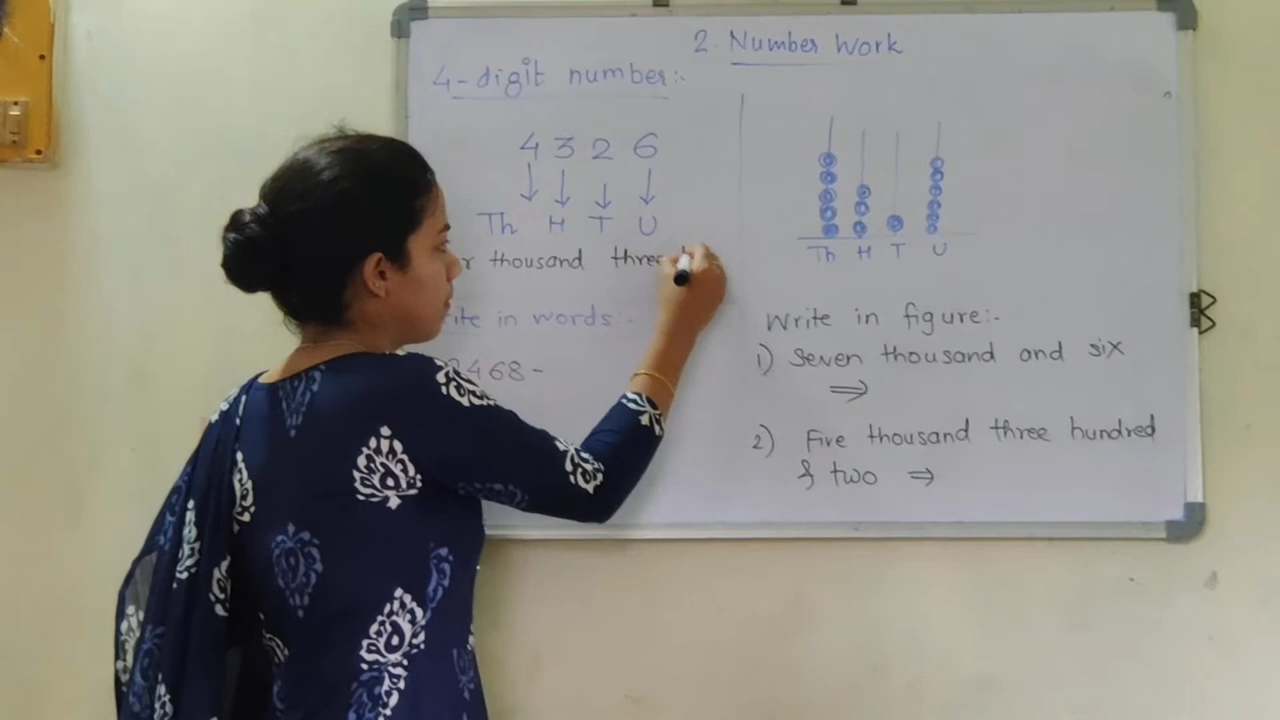 2. Number Work
4-digit number:-
4 3 2 6
Th H T U
thousand three
in words:-
468-
Th H T U
Write in figure:-
1) Seven thousand and six
⇒
2) Five thousand three hundred
& two ⇒